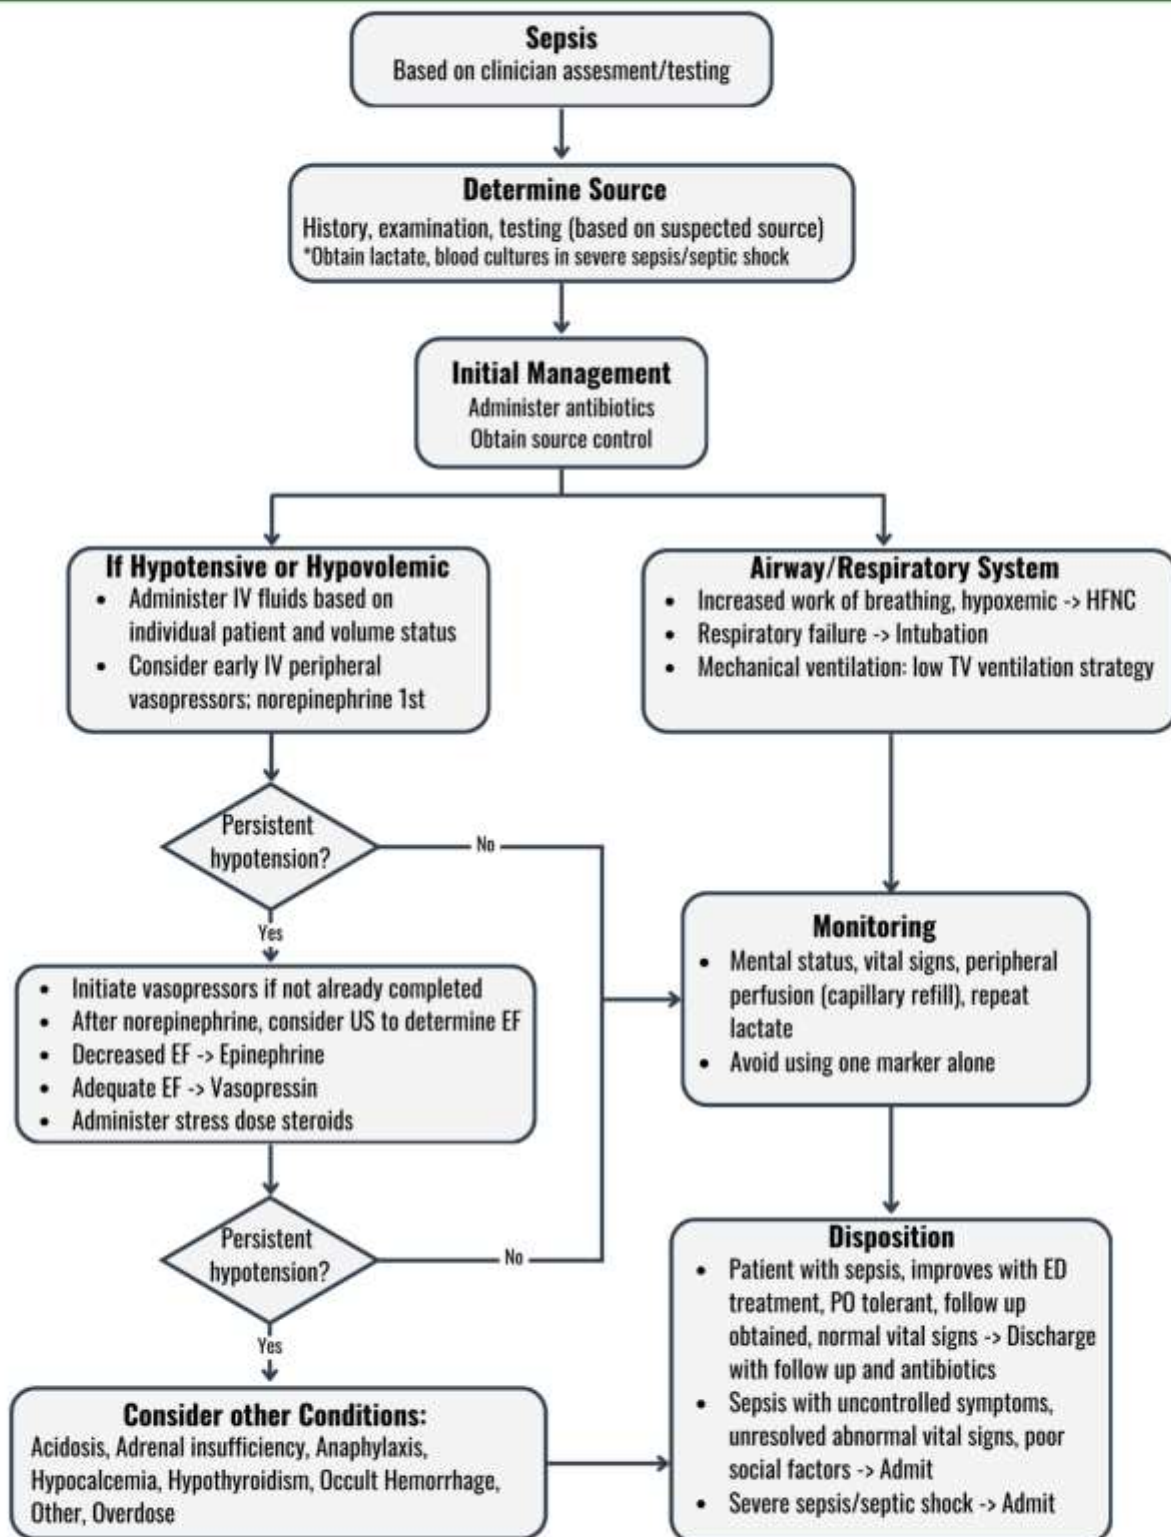 Sepsis
Based on clinician assesment/testing
Determine Source
History, examination, testing (based on suspected source)
*Obtain lactate, blood cultures in severe sepsis/septic shock
Initial Management
Administer antibiotics
Obtain source control
If Hypotensive or Hypovolemic
• Administer IV fluids based on
individual patient and volume status
• Consider early IV peripheral
vasopressors; norepinephrine 1st
Airway/Respiratory System
• Increased work of breathing, hypoxemic -> HFNC
• Respiratory failure -> Intubation
• Mechanical ventilation: low TV ventilation strategy
Persistent
hypotension?
No
Yes
• Initiate vasopressors if not already completed
• After norepinephrine, consider US to determine EF
• Decreased EF -> Epinephrine
• Adequate EF -> Vasopressin
• Administer stress dose steroids
Monitoring
• Mental status, vital signs, peripheral
perfusion (capillary refill), repeat
lactate
• Avoid using one marker alone
Persistent
hypotension?
No
Yes
Consider other Conditions:
Acidosis, Adrenal insufficiency, Anaphylaxis,
Hypocalcemia, Hypothyroidism, Occult Hemorrhage,
Other, Overdose
Disposition
• Patient with sepsis, improves with ED
treatment, PO tolerant, follow up
obtained, normal vital signs -> Discharge
with follow up and antibiotics
• Sepsis with uncontrolled symptoms,
unresolved abnormal vital signs, poor
social factors -> Admit
• Severe sepsis/septic shock -> Admit